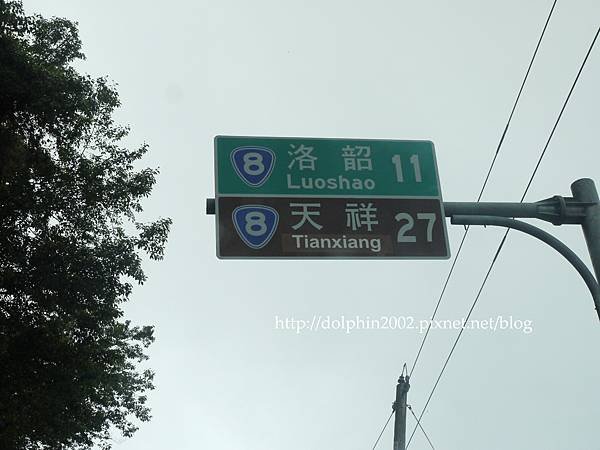 8 洛韶 11
Luoshao
8 天祥 27
Tianxiang
http://dolphin2002.pixnet.net/blog